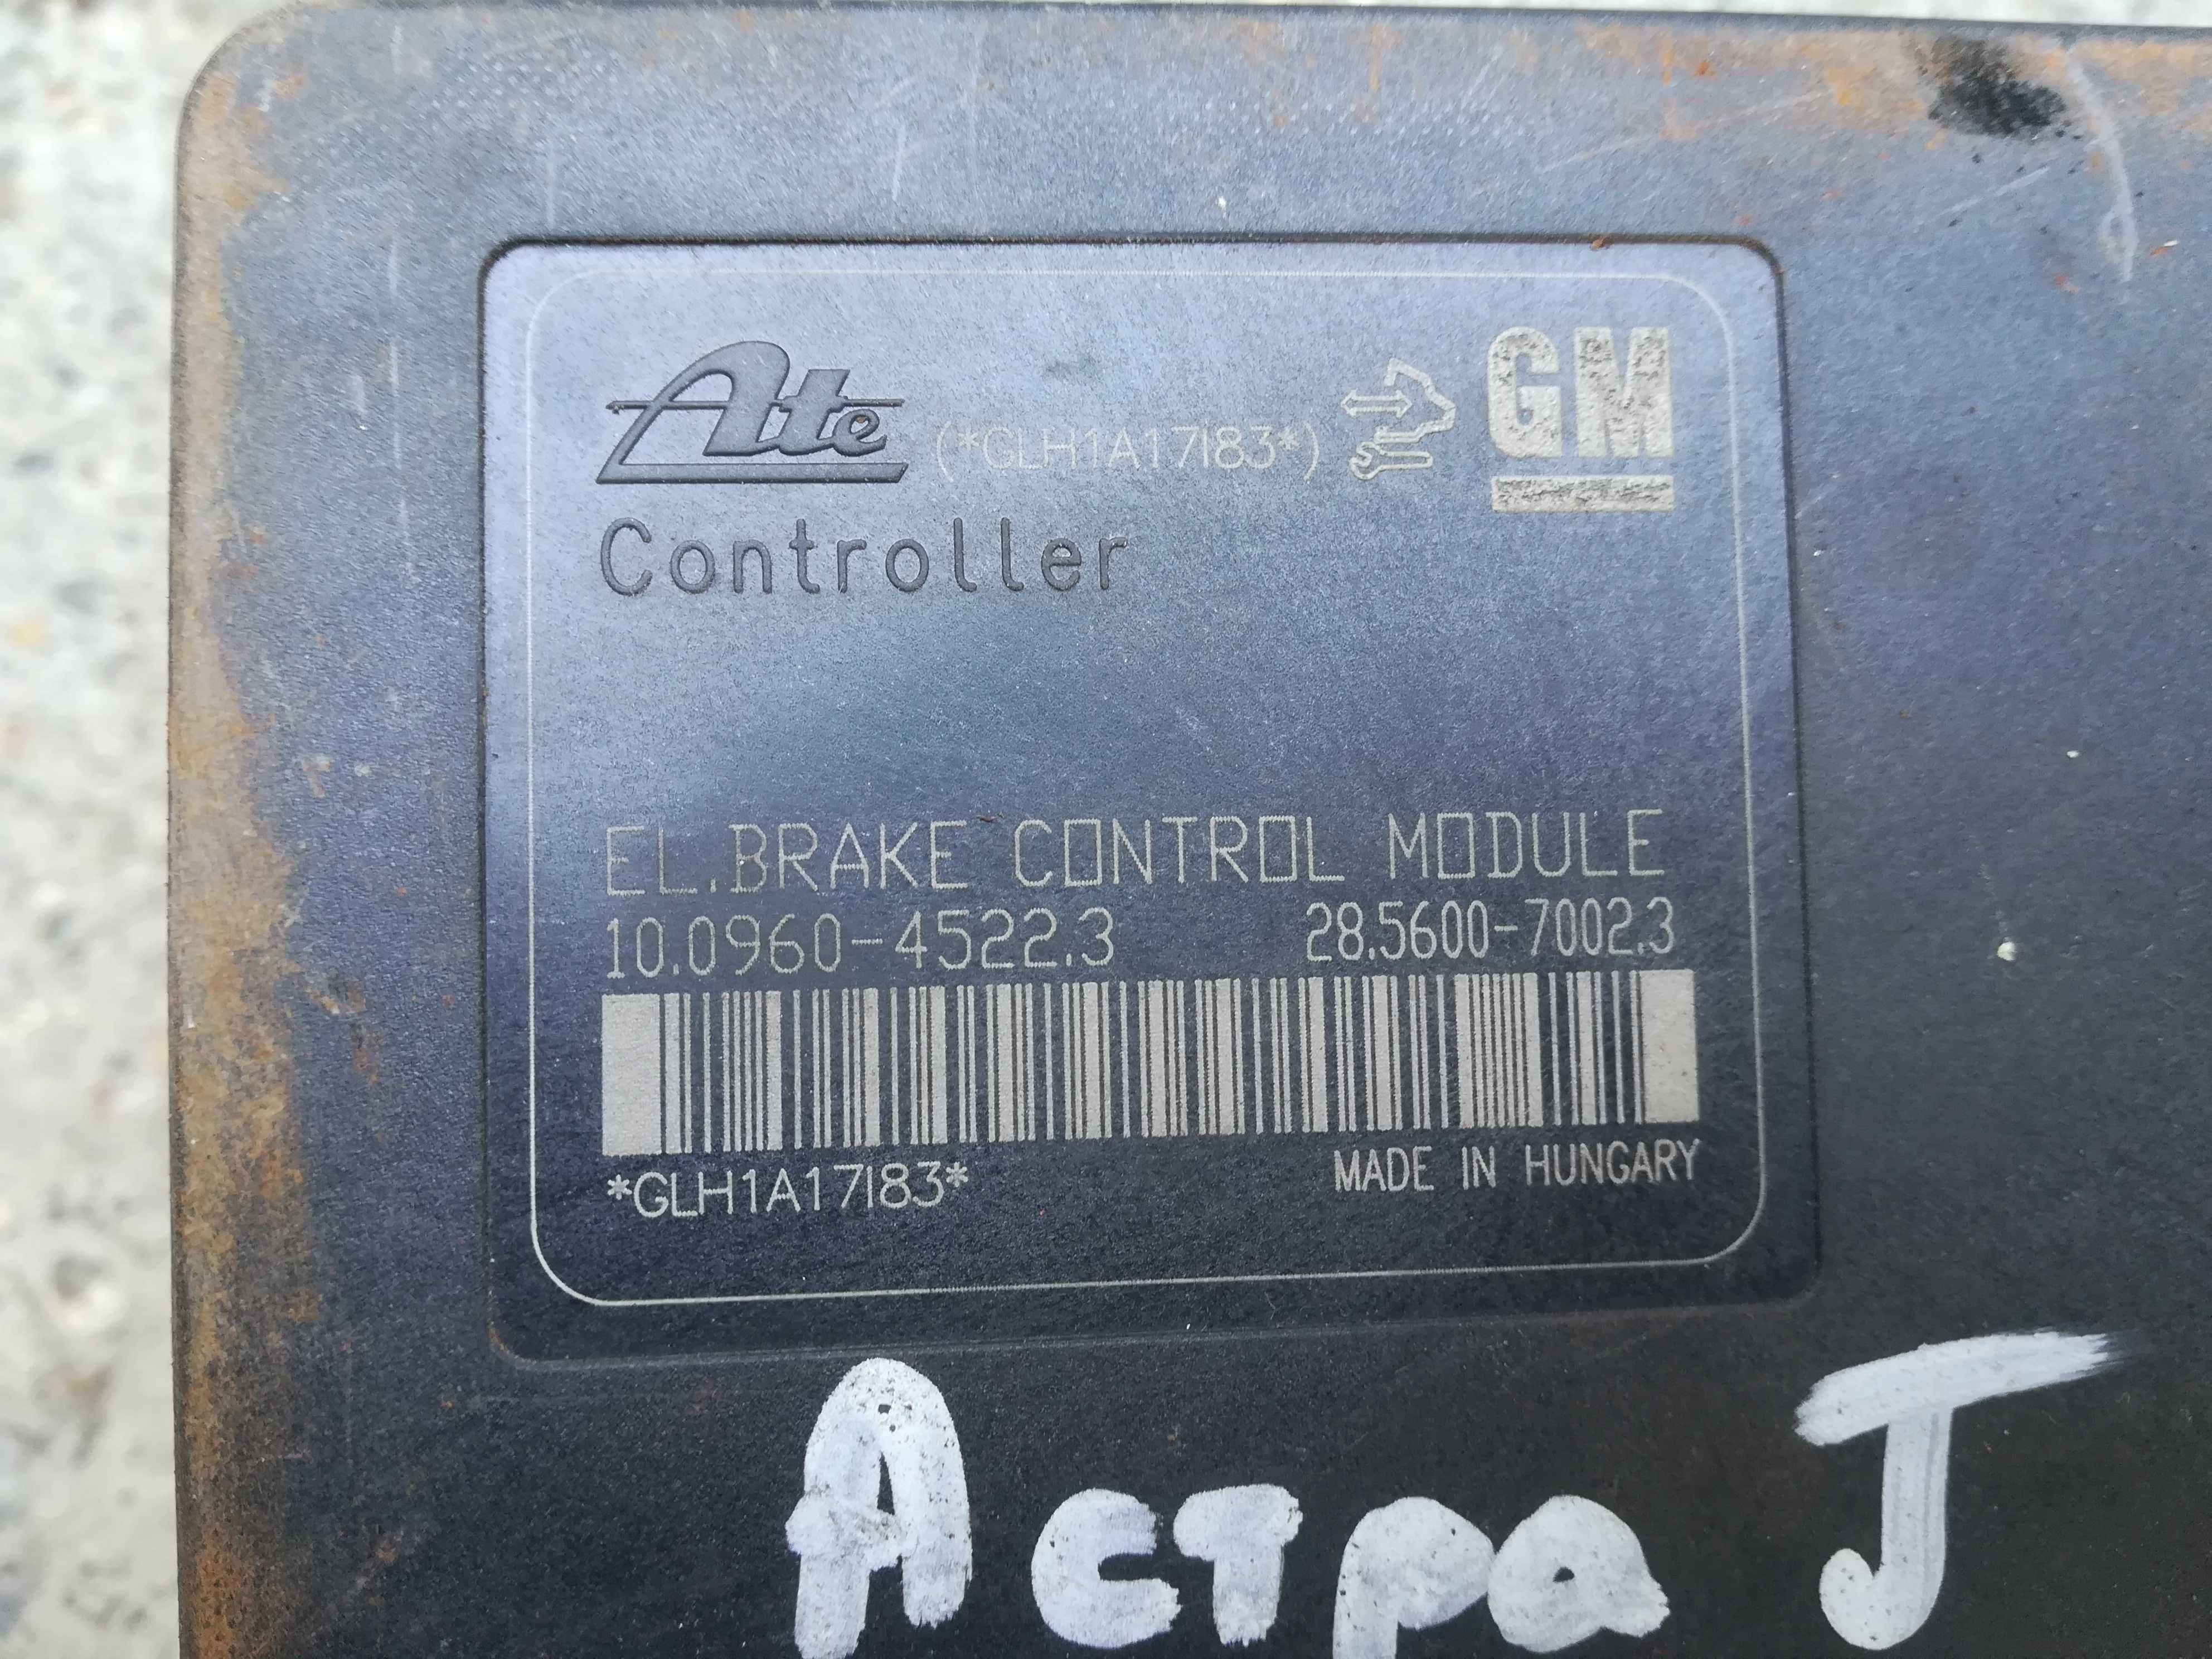 Ate (*GLH1A17I83*) GM
Controller
EL.BRAKE CONTROL MODULE
10.0960-4522.3 28.5600-7002.3
*GLH1A17I83* MADE IN HUNGARY
Астра J